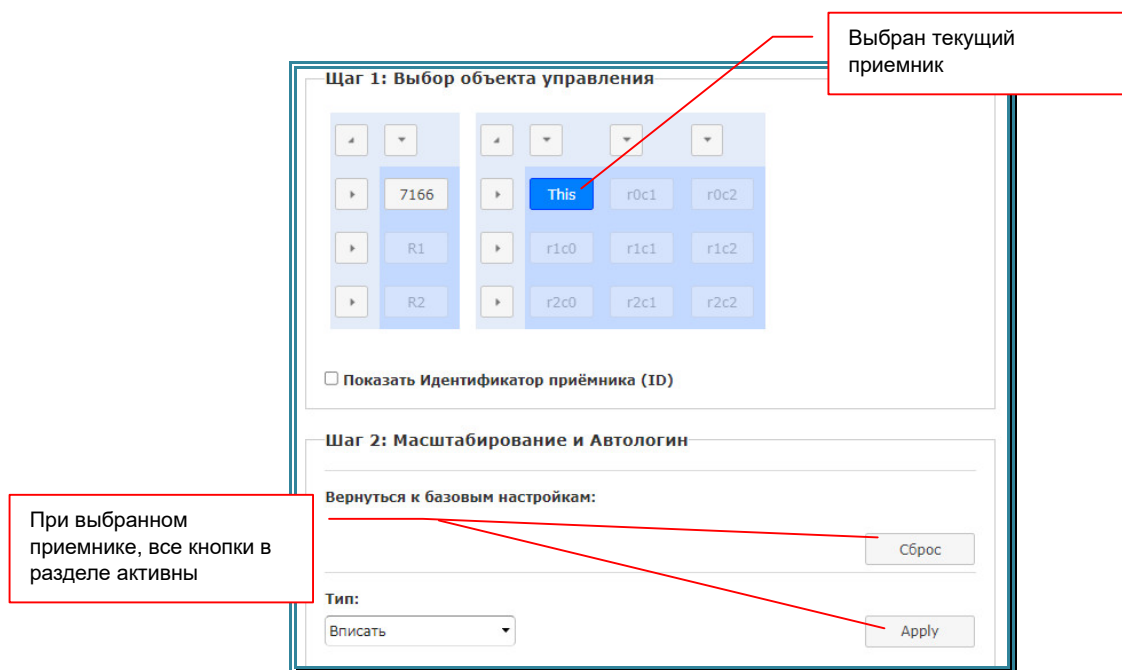 Выбран текущий
приемник
Щаг 1: Выбор объекта управления
7166 This r0c1 r0c2
R1 r1c0 r1c1 r1c2
R2 r2c0 r2c1 r2c2
Показать Идентификатор приёмника (ID)
Шаг 2: Масштабирование и Автологин
Вернуться к базовым настройкам:
При выбранном
приемнике, все кнопки в
разделе активны
Сброс
Тип:
Вписать
Apply